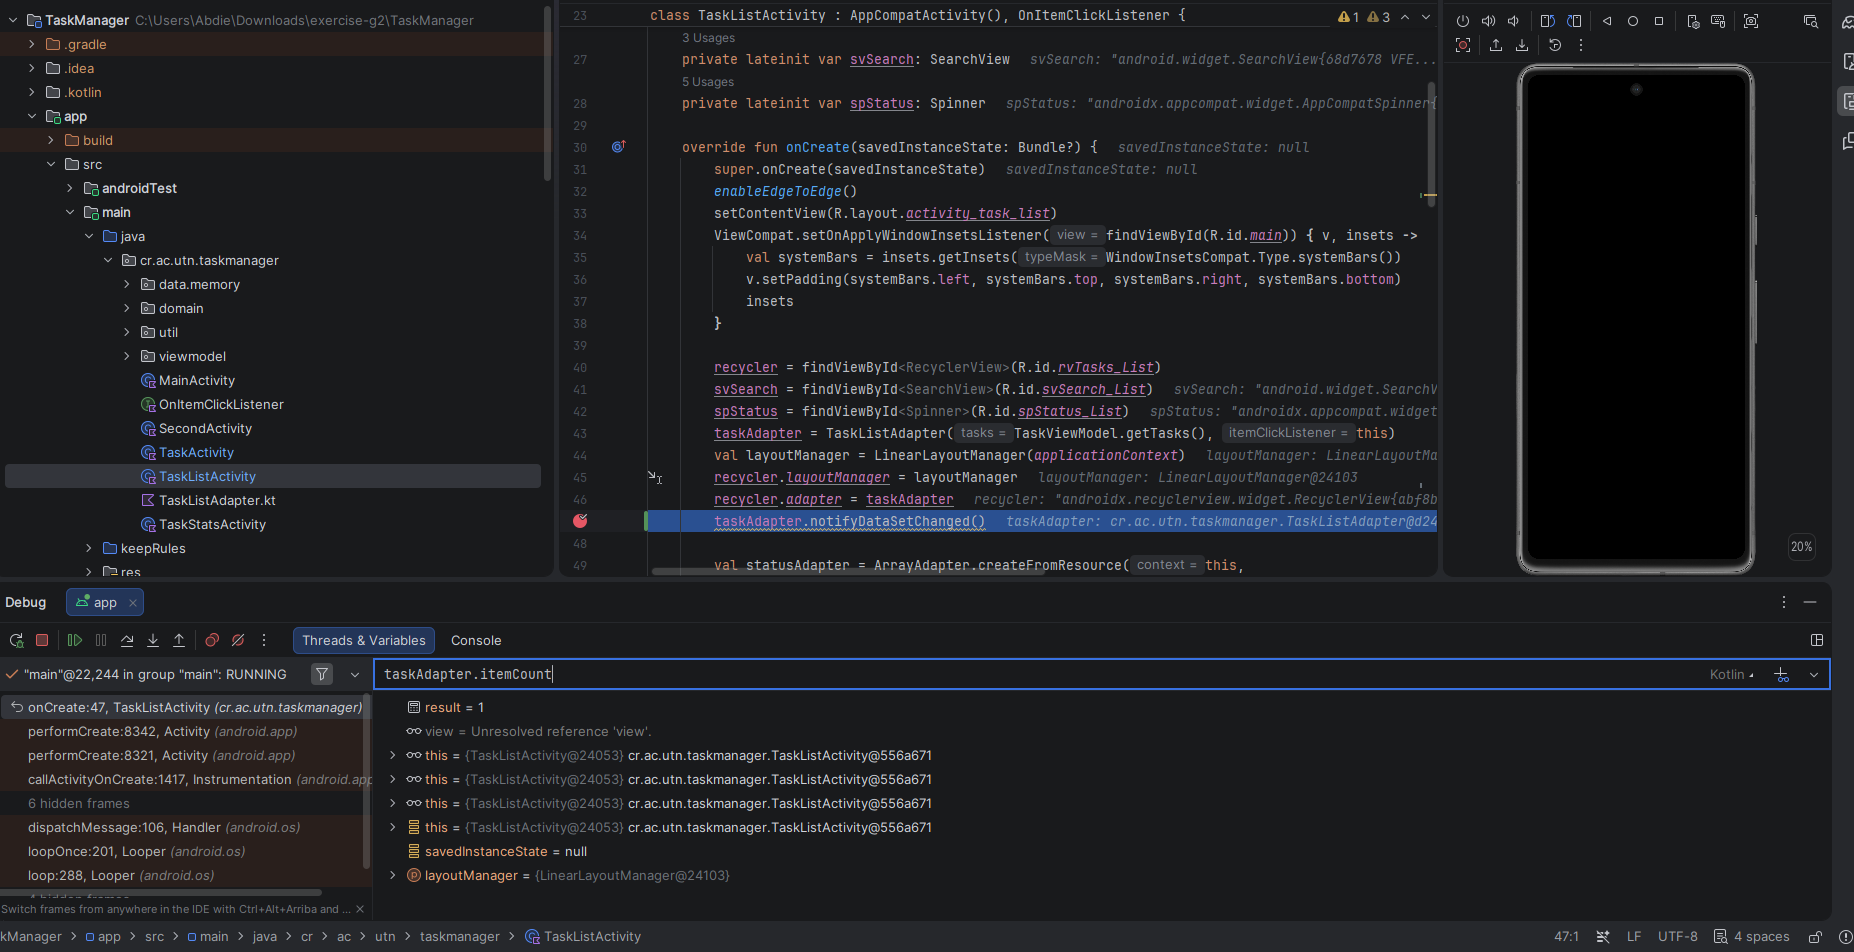 TaskManager C:\Users\Abdie\Downloads\exercise-g2\TaskManager
.gradle
.idea
.kotlin
app
build
src
androidTest
main
java
cr.ac.utn.taskmanager
data.memory
domain
util
viewmodel
MainActivity
OnItemClickListener
SecondActivity
TaskActivity
TaskListActivity
TaskListAdapter.kt
TaskStatsActivity
keepRules
res
23 class TaskListActivity : AppCompatActivity(), OnItemClickListener { 1 3
3 Usages
27 private lateinit var svSearch: SearchView svSearch: "android.widget.SearchView{68d7678 VFE...
5 Usages
28 private lateinit var spStatus: Spinner spStatus: "androidx.appcompat.widget.AppCompatSpinner{
29
30 override fun onCreate(savedInstanceState: Bundle?) { savedInstanceState: null
31 super.onCreate(savedInstanceState) savedInstanceState: null
32 enableEdgeToEdge()
33 setContentView(R.layout.activity_task_list)
34 ViewCompat.setOnApplyWindowInsetsListener( view = findViewById(R.id.main)) { v, insets ->
35 val systemBars = insets.getInsets( typeMask = WindowInsetsCompat.Type.systemBars())
36 v.setPadding(systemBars.left, systemBars.top, systemBars.right, systemBars.bottom)
37 insets
38 }
39
40 recycler = findViewById<RecyclerView>(R.id.rvTasks_List)
41 svSearch = findViewById<SearchView>(R.id.svSearch_List) svSearch: "android.widget.SearchV
42 spStatus = findViewById<Spinner>(R.id.spStatus_List) spStatus: "androidx.appcompat.widget
43 taskAdapter = TaskListAdapter( tasks = TaskViewModel.getTasks(), itemClickListener = this)
44 val layoutManager = LinearLayoutManager(applicationContext) layoutManager: LinearLayoutMa
45 recycler.layoutManager = layoutManager layoutManager: LinearLayoutManager@24103
46 recycler.adapter = taskAdapter recycler: "androidx.recyclerview.widget.RecyclerView{abf8b
taskAdapter.notifyDataSetChanged() taskAdapter: cr.ac.utn.taskmanager.TaskListAdapter@d24
48
49 val statusAdapter = ArrayAdapter.createFromResource( context = this,
20%
Debug app
Threads & Variables Console
"main"@22,244 in group "main": RUNNING
onCreate:47, TaskListActivity (cr.ac.utn.taskmanager)
performCreate:8342, Activity (android.app)
performCreate:8321, Activity (android.app)
callActivityOnCreate:1417, Instrumentation (android.app
6 hidden frames
dispatchMessage:106, Handler (android.os)
loopOnce:201, Looper (android.os)
loop:288, Looper (android.os)
Switch frames from anywhere in the IDE with Ctrl+Alt+Arriba and ...
taskAdapter.itemCount Kotlin
result = 1
view = Unresolved reference 'view'.
this = {TaskListActivity@24053} cr.ac.utn.taskmanager.TaskListActivity@556a671
this = {TaskListActivity@24053} cr.ac.utn.taskmanager.TaskListActivity@556a671
this = {TaskListActivity@24053} cr.ac.utn.taskmanager.TaskListActivity@556a671
this = {TaskListActivity@24053} cr.ac.utn.taskmanager.TaskListActivity@556a671
savedInstanceState = null
layoutManager = {LinearLayoutManager@24103}
kManager > app > src > main > java > cr > ac > utn > taskmanager > TaskListActivity 47:1 LF UTF-8 4 spaces